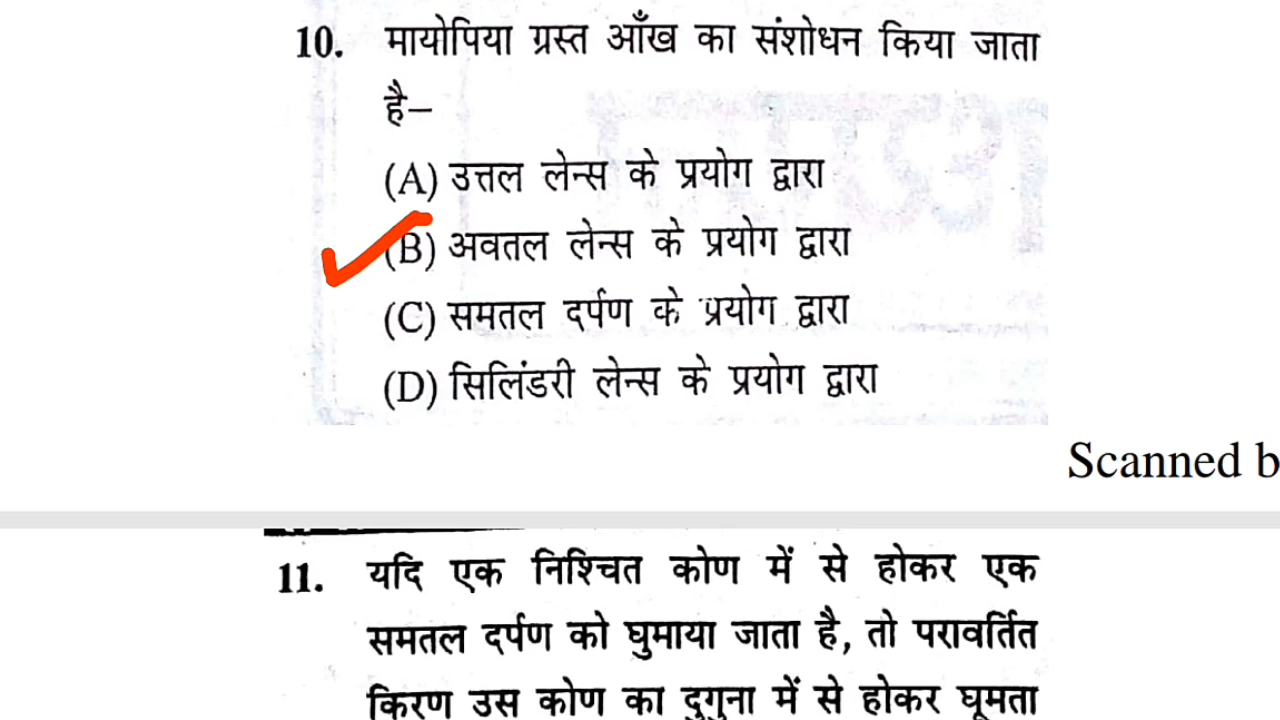 10. मायोपिया ग्रस्त आँख का संशोधन किया जाता
है–
(A) उत्तल लेन्स के प्रयोग द्वारा
(B) अवतल लेन्स के प्रयोग द्वारा
(C) समतल दर्पण के प्रयोग द्वारा
(D) सिलिंडरी लेन्स के प्रयोग द्वारा
Scanned b
11. यदि एक निश्चित कोण में से होकर एक
समतल दर्पण को घुमाया जाता है, तो परावर्तित
किरण उस कोण का दुगुना में से होकर घूमता